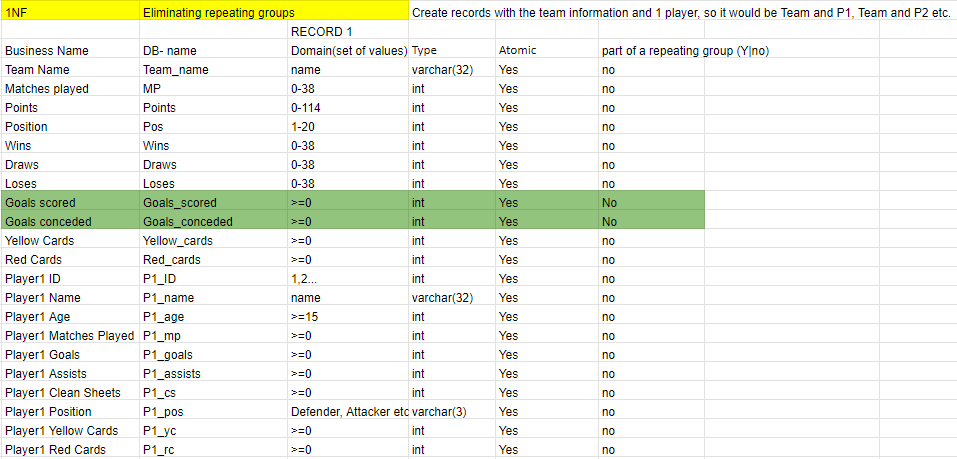 1NF Eliminating repeating groups Create records with the team information and 1 player, so it would be Team and P1, Team and P2 etc.
RECORD 1
Business Name DB- name Domain(set of values) Type Atomic part of a repeating group (Y|no)
Team Name Team_name name varchar(32) Yes no
Matches played MP 0-38 int Yes no
Points Points 0-114 int Yes no
Position Pos 1-20 int Yes no
Wins Wins 0-38 int Yes no
Draws Draws 0-38 int Yes no
Loses Loses 0-38 int Yes no
Goals scored Goals_scored >=0 int Yes No
Goals conceded Goals_conceded >=0 int Yes No
Yellow Cards Yellow_cards >=0 int Yes no
Red Cards Red_cards >=0 int Yes no
Player1 ID P1_ID 1,2... int Yes no
Player1 Name P1_name name varchar(32) Yes no
Player1 Age P1_age >=15 int Yes no
Player1 Matches Played P1_mp >=0 int Yes no
Player1 Goals P1_goals >=0 int Yes no
Player1 Assists P1_assists >=0 int Yes no
Player1 Clean Sheets P1_cs >=0 int Yes no
Player1 Position P1_pos Defender, Attacker etc varchar(3) Yes no
Player1 Yellow Cards P1_yc >=0 int Yes no
Player1 Red Cards P1_rc >=0 int Yes no